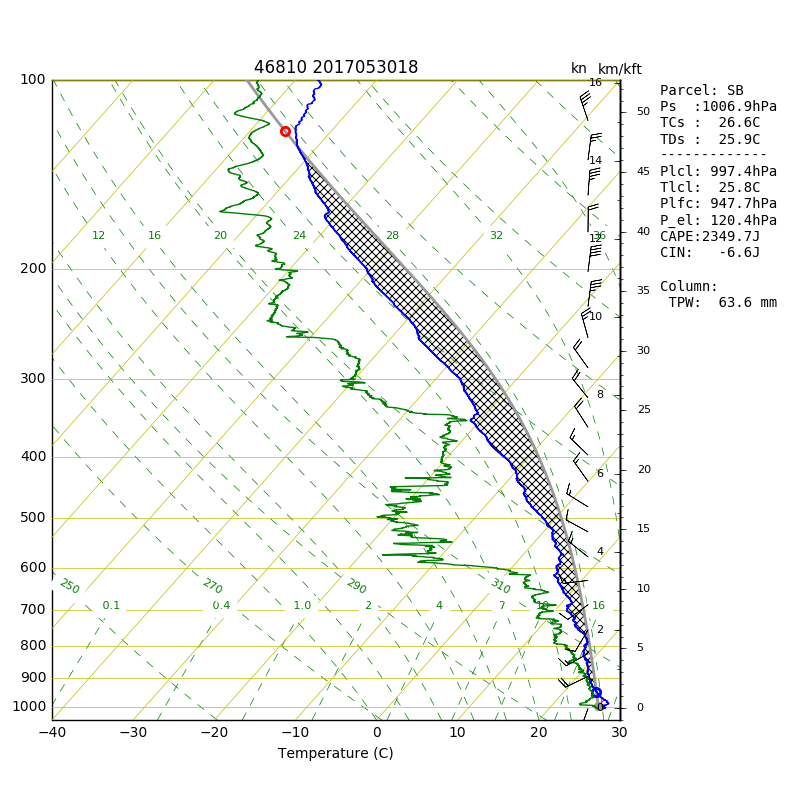 46810 2017053018
kn km/kft
Parcel: SB
Ps  :1006.9hPa
TCs :  26.6C
TDs :  25.9C
-------------
Plcl: 997.4hPa
Tlcl:  25.8C
Plfc: 947.7hPa
P_el: 120.4hPa
CAPE:2349.7J
CIN:   -6.6J
Column:
TPW:  63.6 mm
100
200
300
400
500
600
700
800
900
1000
12 16 20 24 28 32 36
250 270 290 310
0.1 0.4 1.0 2 4 7 10 16
16
14
12
10
8
6
4
2
0
50
45
40
35
30
25
20
15
10
5
0
−40 −30 −20 −10 0 10 20 30
Temperature (C)